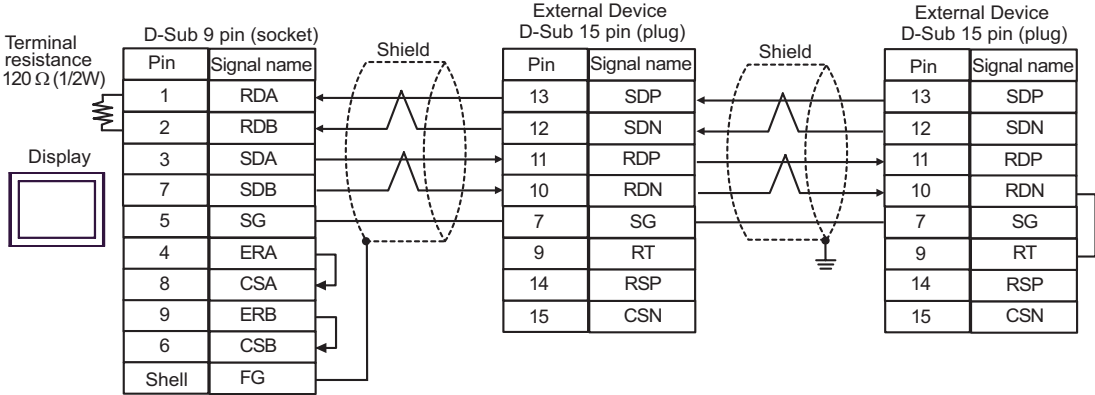 Terminal
resistance
120 Ω (1/2W)
Display
D-Sub 9 pin (socket)
Pin Signal name
1 RDA
2 RDB
3 SDA
7 SDB
5 SG
4 ERA
8 CSA
9 ERB
6 CSB
Shell FG
Shield
External Device
D-Sub 15 pin (plug)
Pin Signal name
13 SDP
12 SDN
11 RDP
10 RDN
7 SG
9 RT
14 RSP
15 CSN
Shield
External Device
D-Sub 15 pin (plug)
Pin Signal name
13 SDP
12 SDN
11 RDP
10 RDN
7 SG
9 RT
14 RSP
15 CSN